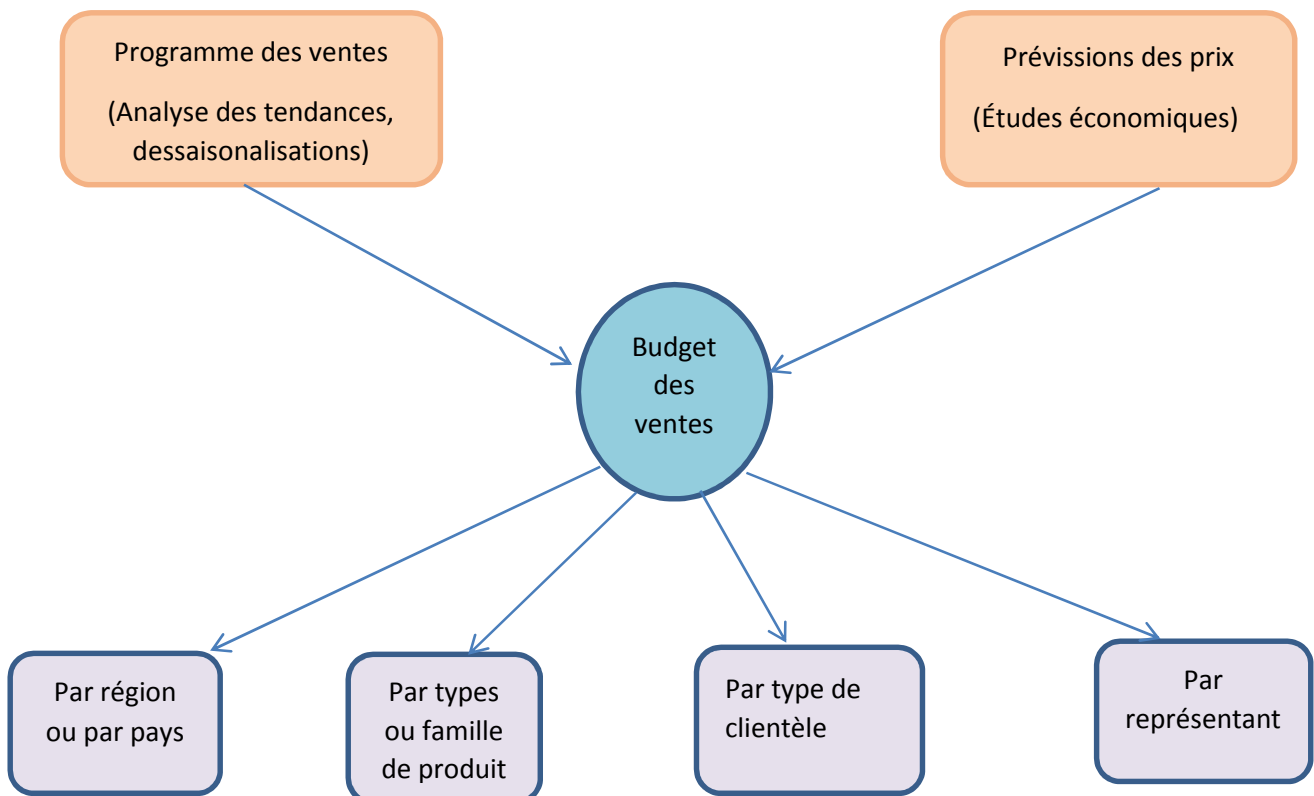 Programme des ventes
(Analyse des tendances,
dessaisonalisations)
Prévissions des prix
(Études économiques)
Budget
des
ventes
Par région
ou par pays
Par types
ou famille
de produit
Par type de
clientèle
Par
représentant